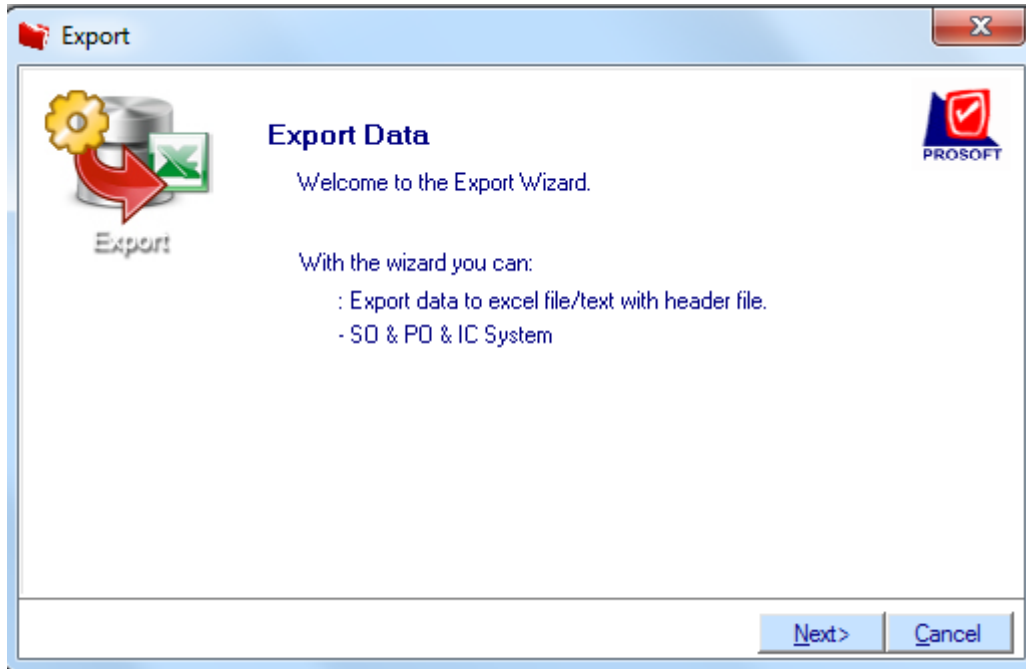 Export
Export Data
PROSOFT
Welcome to the Export Wizard.
Export
With the wizard you can:
: Export data to excel file/text with header file.
- SO & PO & IC System
Next>
Cancel